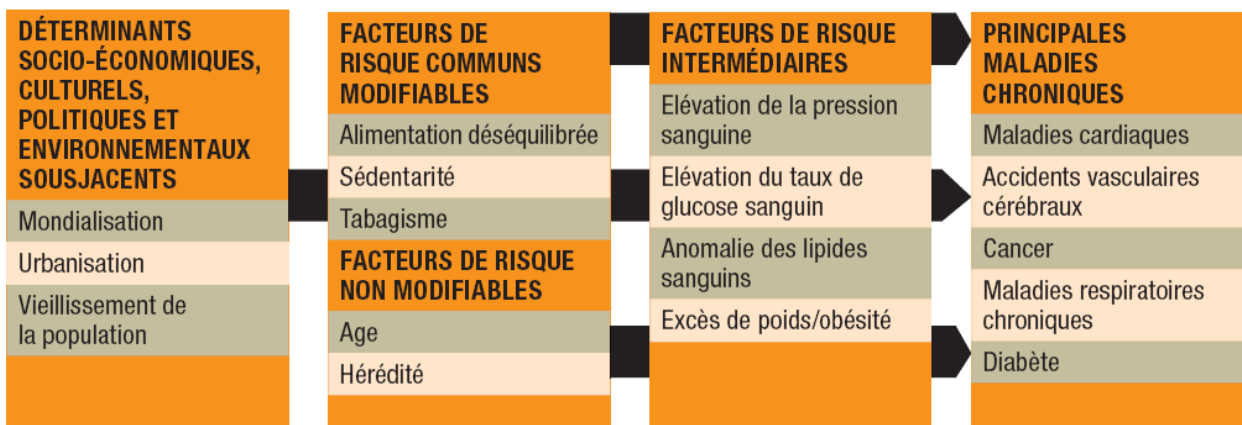 DÉTERMINANTS
SOCIO-ÉCONOMIQUES,
CULTURELS,
POLITIQUES ET
ENVIRONNEMENTAUX
SOUSJACENTS
Mondialisation
Urbanisation
Vieillissement de
la population
FACTEURS DE
RISQUE COMMUNS
MODIFIABLES
Alimentation déséquilibrée
Sédentarité
Tabagisme
FACTEURS DE RISQUE
NON MODIFIABLES
Age
Hérédité
FACTEURS DE RISQUE
INTERMÉDIAIRES
Elévation de la pression
sanguine
Elévation du taux de
glucose sanguin
Anomalie des lipides
sanguins
Excès de poids/obésité
PRINCIPALES
MALADIES
CHRONIQUES
Maladies cardiaques
Accidents vasculaires
cérébraux
Cancer
Maladies respiratoires
chroniques
Diabète